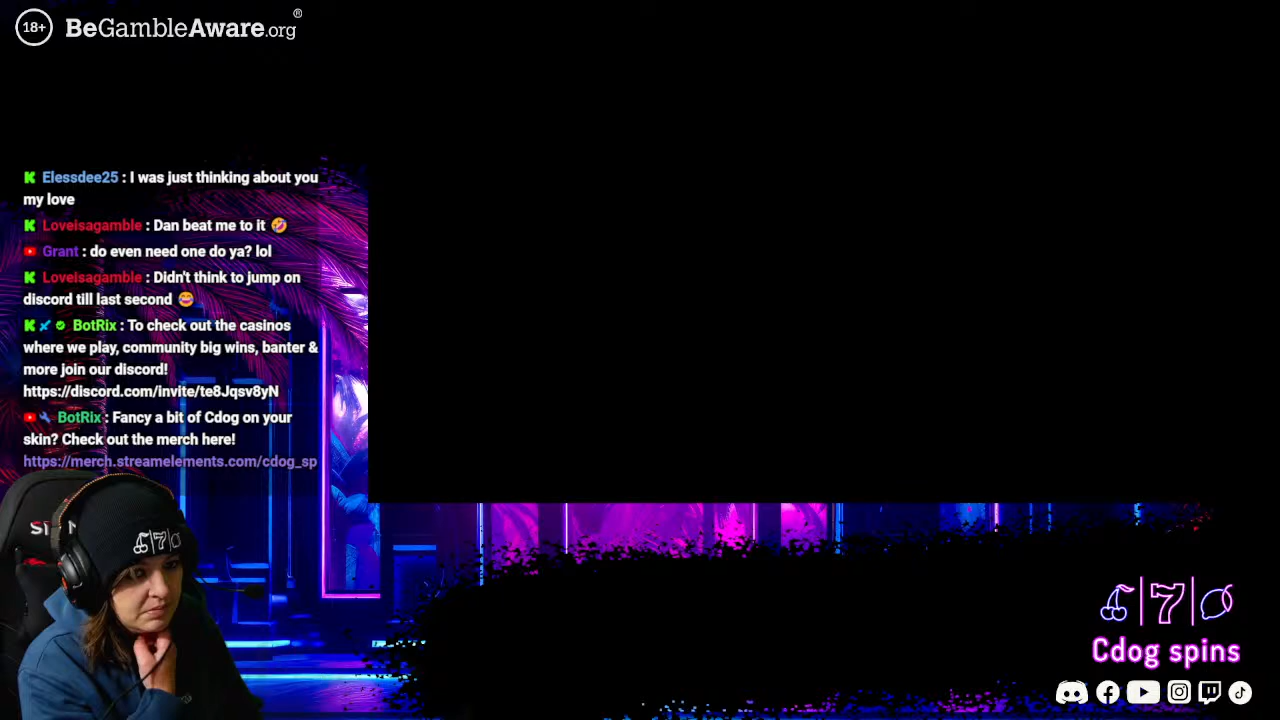 18+ BeGambleAware.org®
Elessdee25 : I was just thinking about you
my love
Loveisagamble : Dan beat me to it 🤣
Grant : do even need one do ya? lol
Loveisagamble : Didn't think to jump on
discord till last second 😂
BotRix : To check out the casinos
where we play, community big wins, banter &
more join our discord!
https://discord.com/invite/te8Jqsv8yN
BotRix : Fancy a bit of Cdog on your
skin? Check out the merch here!
https://merch.streamelements.com/cdog_sp
7
7
Cdog spins